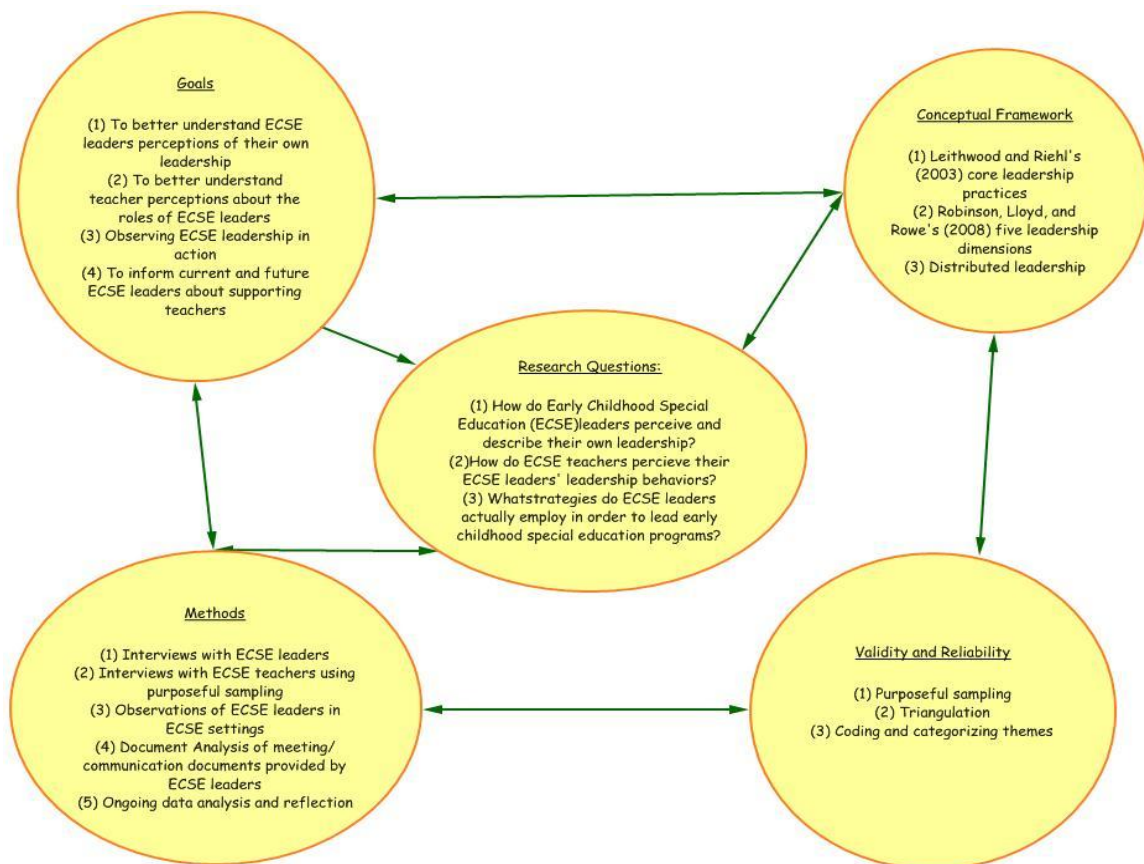 Goals
(1) To better understand ECSE
leaders perceptions of their own
leadership
(2) To better understand
teacher perceptions about the
roles of ECSE leaders
(3) Observing ECSE leadership in
action
(4) To inform current and future
ECSE leaders about supporting
teachers
Conceptual Framework
(1) Leithwood and Riehl's
(2003) core leadership
practices
(2) Robinson, Lloyd, and
Rowe's (2008) five leadership
dimensions
(3) Distributed leadership
Research Questions:
(1) How do Early Childhood Special
Education (ECSE)leaders perceive and
describe their own leadership?
(2)How do ECSE teachers percieve their
ECSE leaders' leadership behaviors?
(3) Whatstrategies do ECSE leaders
actually employ in order to lead early
childhood special education programs?
Methods
(1) Interviews with ECSE leaders
(2) Interviews with ECSE teachers using
purposeful sampling
(3) Observations of ECSE leaders in
ECSE settings
(4) Document Analysis of meeting/
communication documents provided by
ECSE leaders
(5) Ongoing data analysis and reflection
Validity and Reliability
(1) Purposeful sampling
(2) Triangulation
(3) Coding and categorizing themes